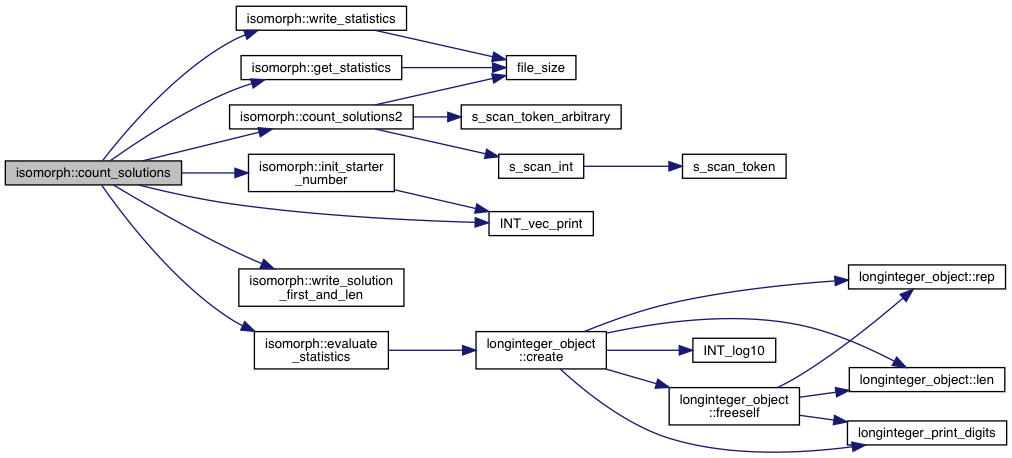 isomorph::write_statistics
isomorph::get_statistics
file_size
isomorph::count_solutions2
s_scan_token_arbitrary
isomorph::count_solutions
isomorph::init_starter
_number
s_scan_int
s_scan_token
INT_vec_print
isomorph::write_solution
_first_and_len
longinteger_object::rep
isomorph::evaluate
_statistics
longinteger_object
::create
INT_log10
longinteger_object::len
longinteger_object
::freeself
longinteger_print_digits